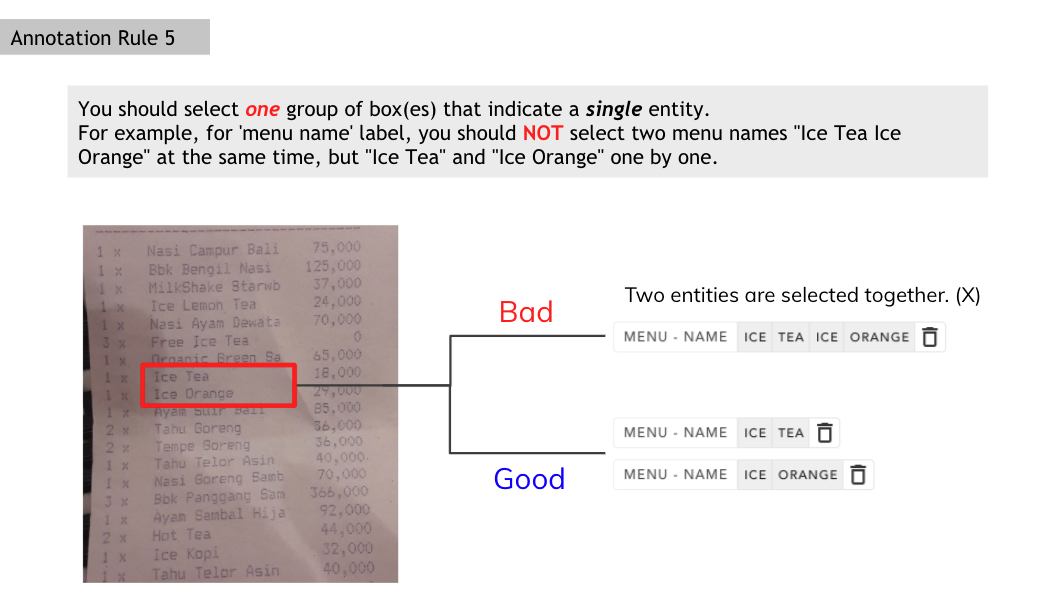 Annotation Rule 5
You should select one group of box(es) that indicate a single entity.
For example, for 'menu name' label, you should NOT select two menu names "Ice Tea Ice
Orange" at the same time, but "Ice Tea" and "Ice Orange" one by one.
1 x Nasi Campur Bali 75,000
1 x Bbk Bengil Nasi 125,000
1 x MilkShake Starwb 37,000
1 x Ice Lemon Tea 24,000
1 x Nasi Ayam Dewata 70,000
3 x Free Ice Tea 0
1 x Organic Green Sa 65,000
1 x Ice Tea 18,000
1 x Ice Orange 29,000
1 x Ayam Suir Bali 85,000
2 x Tahu Goreng 36,000
2 x Tempe Goreng 36,000
1 x Tahu Telor Asin 40,000
1 x Nasi Goreng Samb 70,000
3 x Bbk Panggang Sam 366,000
1 x Ayam Sambal Hija 92,000
2 x Hot Tea 44,000
1 x Ice Kopi 32,000
1 x Tahu Telor Asin 40,000
Bad
Two entities are selected together. (X)
MENU - NAME ICE TEA ICE ORANGE
Good
MENU - NAME ICE TEA
MENU - NAME ICE ORANGE